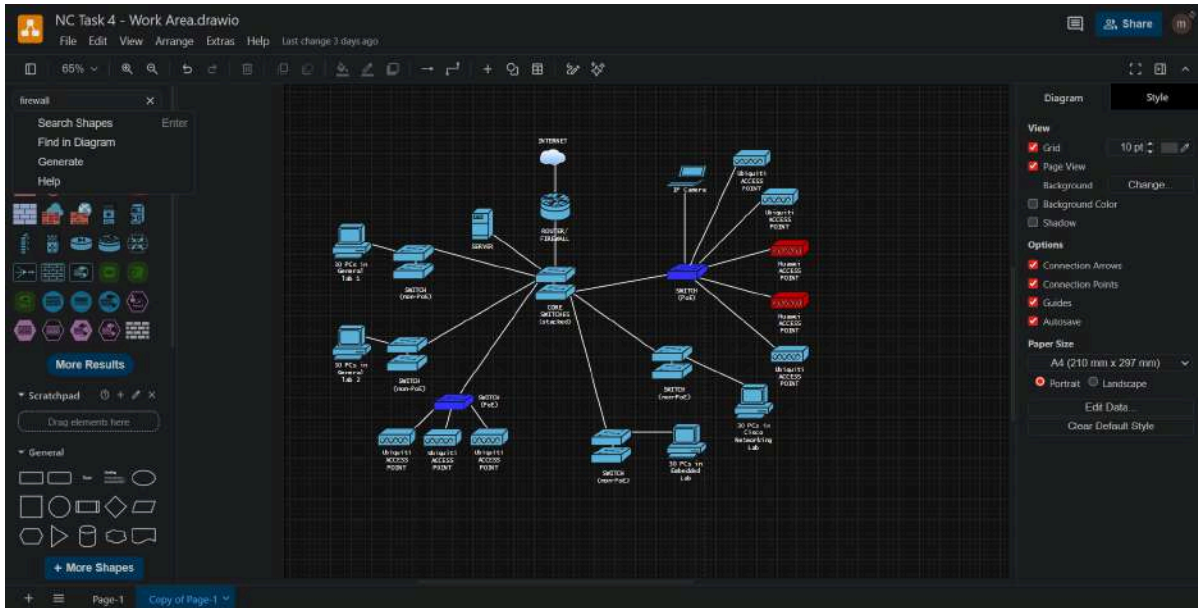 NC Task 4 - Work Area.drawio
File Edit View Arrange Extras Help Last change 3 days ago
Share
m
65%
firewall
Search Shapes Enter
Find in Diagram
Generate
Help
More Results
Scratchpad
Drag elements here
General
+ More Shapes
Page-1 Copy of Page-1
INTERNET
ROUTER/
FIREWALL
SERVER
30 PCs in
General
Lab 1
SWITCH
(non-PoE)
CORE
SWITCHES
(stacked)
30 PCs in
General
Lab 2
SWITCH
(non-PoE)
SWITCH
(PoE)
Ubiquiti
ACCESS
POINT
Ubiquiti
ACCESS
POINT
Ubiquiti
ACCESS
POINT
IP Camera
Ubiquiti
ACCESS
POINT
Ubiquiti
ACCESS
POINT
Huawei
ACCESS
POINT
SWITCH
(PoE)
Huawei
ACCESS
POINT
Ubiquiti
ACCESS
POINT
SWITCH
(non-PoE)
30 PCs in
Cisco
Networking
Lab
SWITCH
(non-PoE)
30 PCs in
Embedded
Lab
Diagram Style
View
Grid 10 pt
Page View
Background Change...
Background Color
Shadow
Options
Connection Arrows
Connection Points
Guides
Autosave
Paper Size
A4 (210 mm x 297 mm)
Portrait Landscape
Edit Data...
Clear Default Style